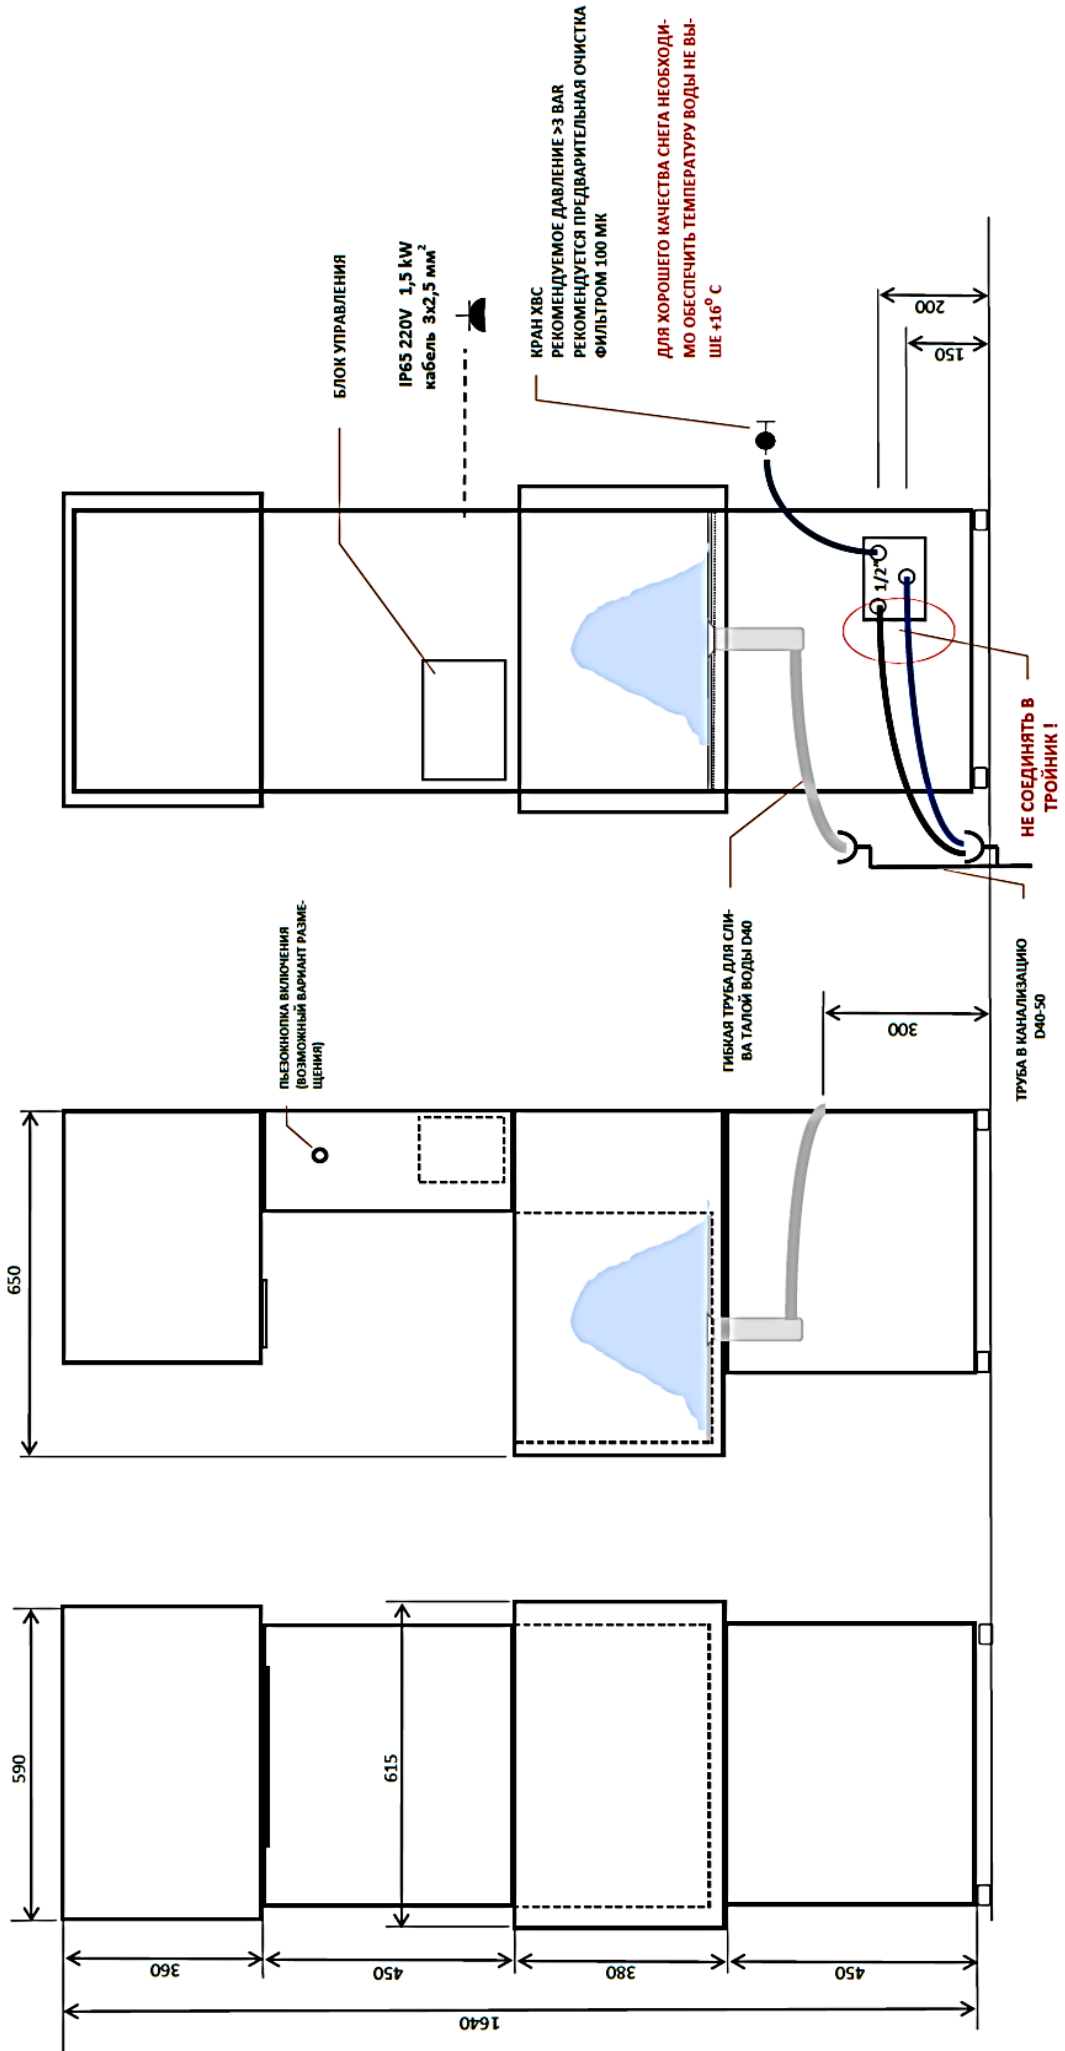 590
615
360
450
380
450
1640
650
ПЬЕЗОКНОПКА ВКЛЮЧЕНИЯ
(ВОЗМОЖНЫЙ ВАРИАНТ РАЗМЕ-
ЩЕНИЯ)
300
БЛОК УПРАВЛЕНИЯ
IP65 220V 1,5 kW
кабель 3x2,5 мм²
КРАН ХВС
РЕКОМЕНДУЕМОЕ ДАВЛЕНИЕ >3 BAR
РЕКОМЕНДУЕТСЯ ПРЕДВАРИТЕЛЬНАЯ ОЧИСТКА
ФИЛЬТРОМ 100 МК
ДЛЯ ХОРОШЕГО КАЧЕСТВА СНЕГА НЕОБХОДИ-
МО ОБЕСПЕЧИТЬ ТЕМПЕРАТУРУ ВОДЫ НЕ ВЫ-
ШЕ +16⁰ С
ГИБКАЯ ТРУБА ДЛЯ СЛИ-
ВА ТАЛОЙ ВОДЫ D40
1/2"
200
150
ТРУБА В КАНАЛИЗАЦИЮ
D40-50
НЕ СОЕДИНЯТЬ В
ТРОЙНИК !